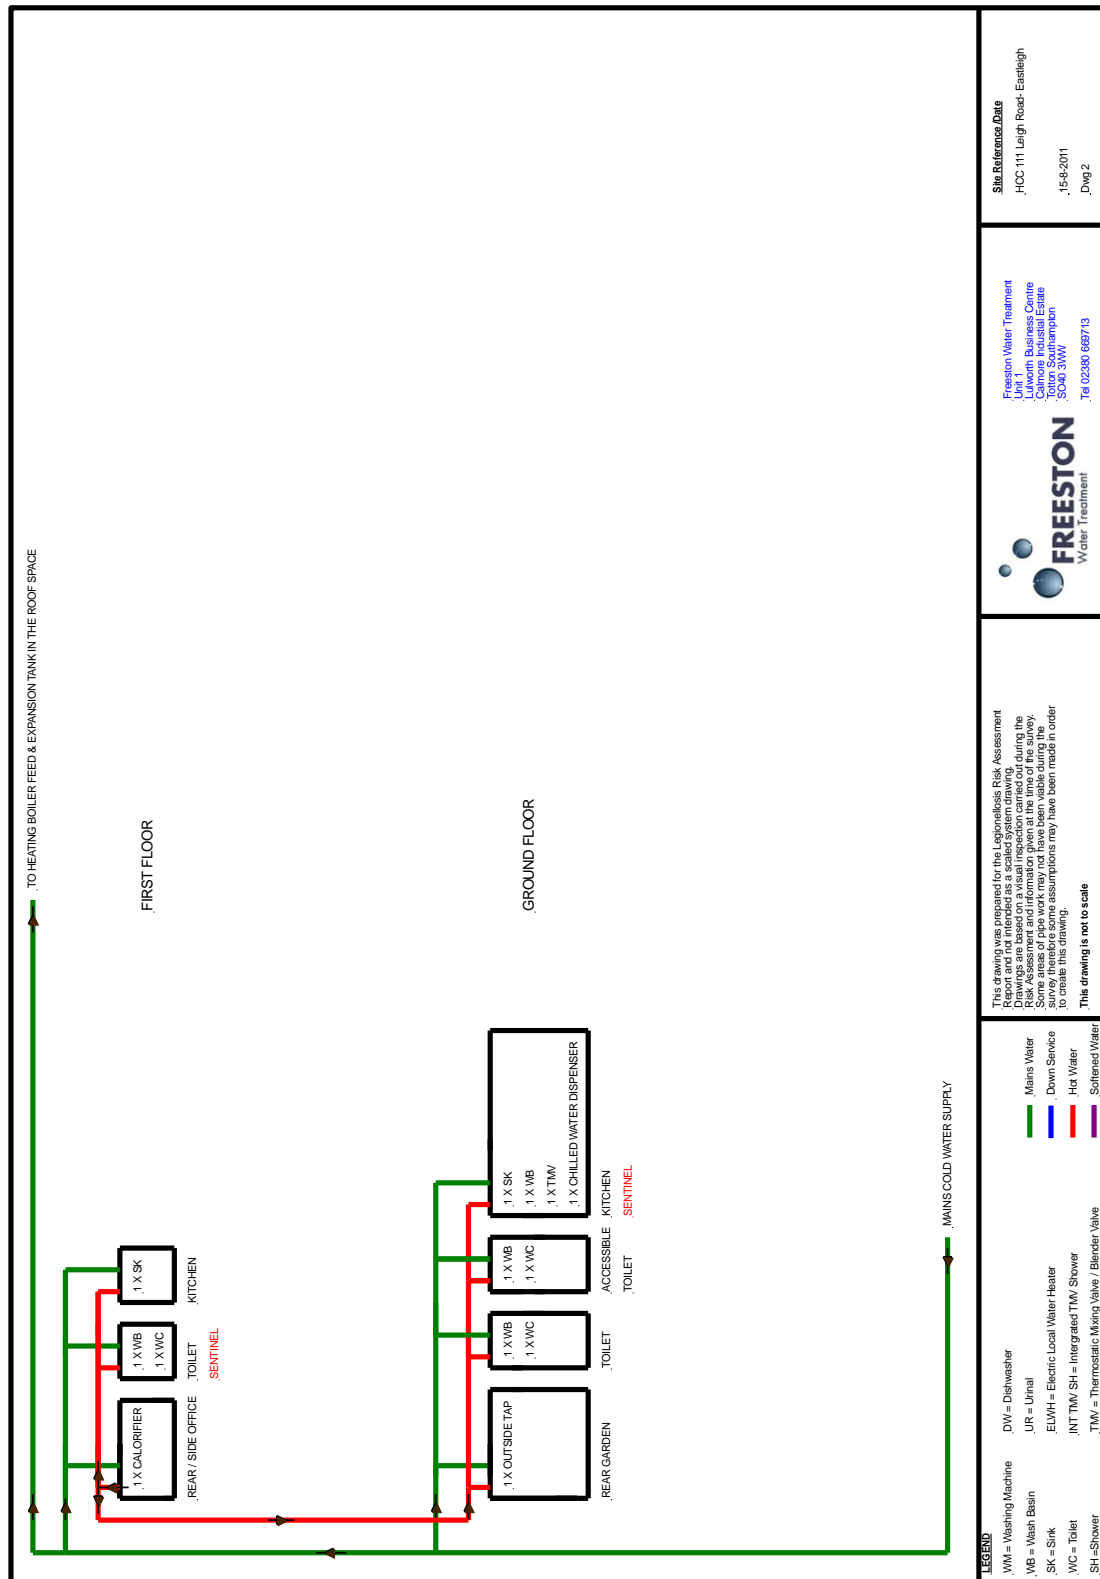 TO HEATING BOILER FEED & EXPANSION TANK IN THE ROOF SPACE
FIRST FLOOR
1 X CALORIFIER
REAR / SIDE OFFICE
1 X WB
1 X WC
TOILET
SENTINEL
1 X SK
KITCHEN
GROUND FLOOR
1 X OUTSIDE TAP
REAR GARDEN
1 X WB
1 X WC
TOILET
1 X WB
1 X WC
ACCESSIBLE
TOILET
1 X SK
1 X WB
1 X TMV
1 X CHILLED WATER DISPENSER
KITCHEN
SENTINEL
MAINS COLD WATER SUPPLY
LEGEND
WM = Washing Machine
WB = Wash Basin
SK = Sink
WC = Toilet
SH =Shower
DW = Dishwasher
UR = Urinal
ELWH = Electric Local Water Heater
INT TMV SH = Intergrated TMV Shower
TMV = Thermostatic Mixing Valve / Blender Valve
Mains Water
Down Service
Hot Water
Softened Water
This drawing was prepared for the Legionellosis Risk Assessment
Report and not intended as a scaled system drawing.
Drawings are based on a visual inspection carried out during the
Risk Assessment and information given at the time of the survey.
Some areas of pipe work may not have been viable during the
survey therefore some assumptions may have been made in order
to create this drawing.
This drawing is not to scale
FREESTON
Water Treatment
Freeston Water Treatment
Unit 1
Lulworth Business Centre
Calmore Industrial Estate
Totton Southampton
SO40 3WW
Tel 02380 669713
Site Reference /Date
HCC 111 Leigh Road- Eastleigh
15-8-2011
Dwg 2